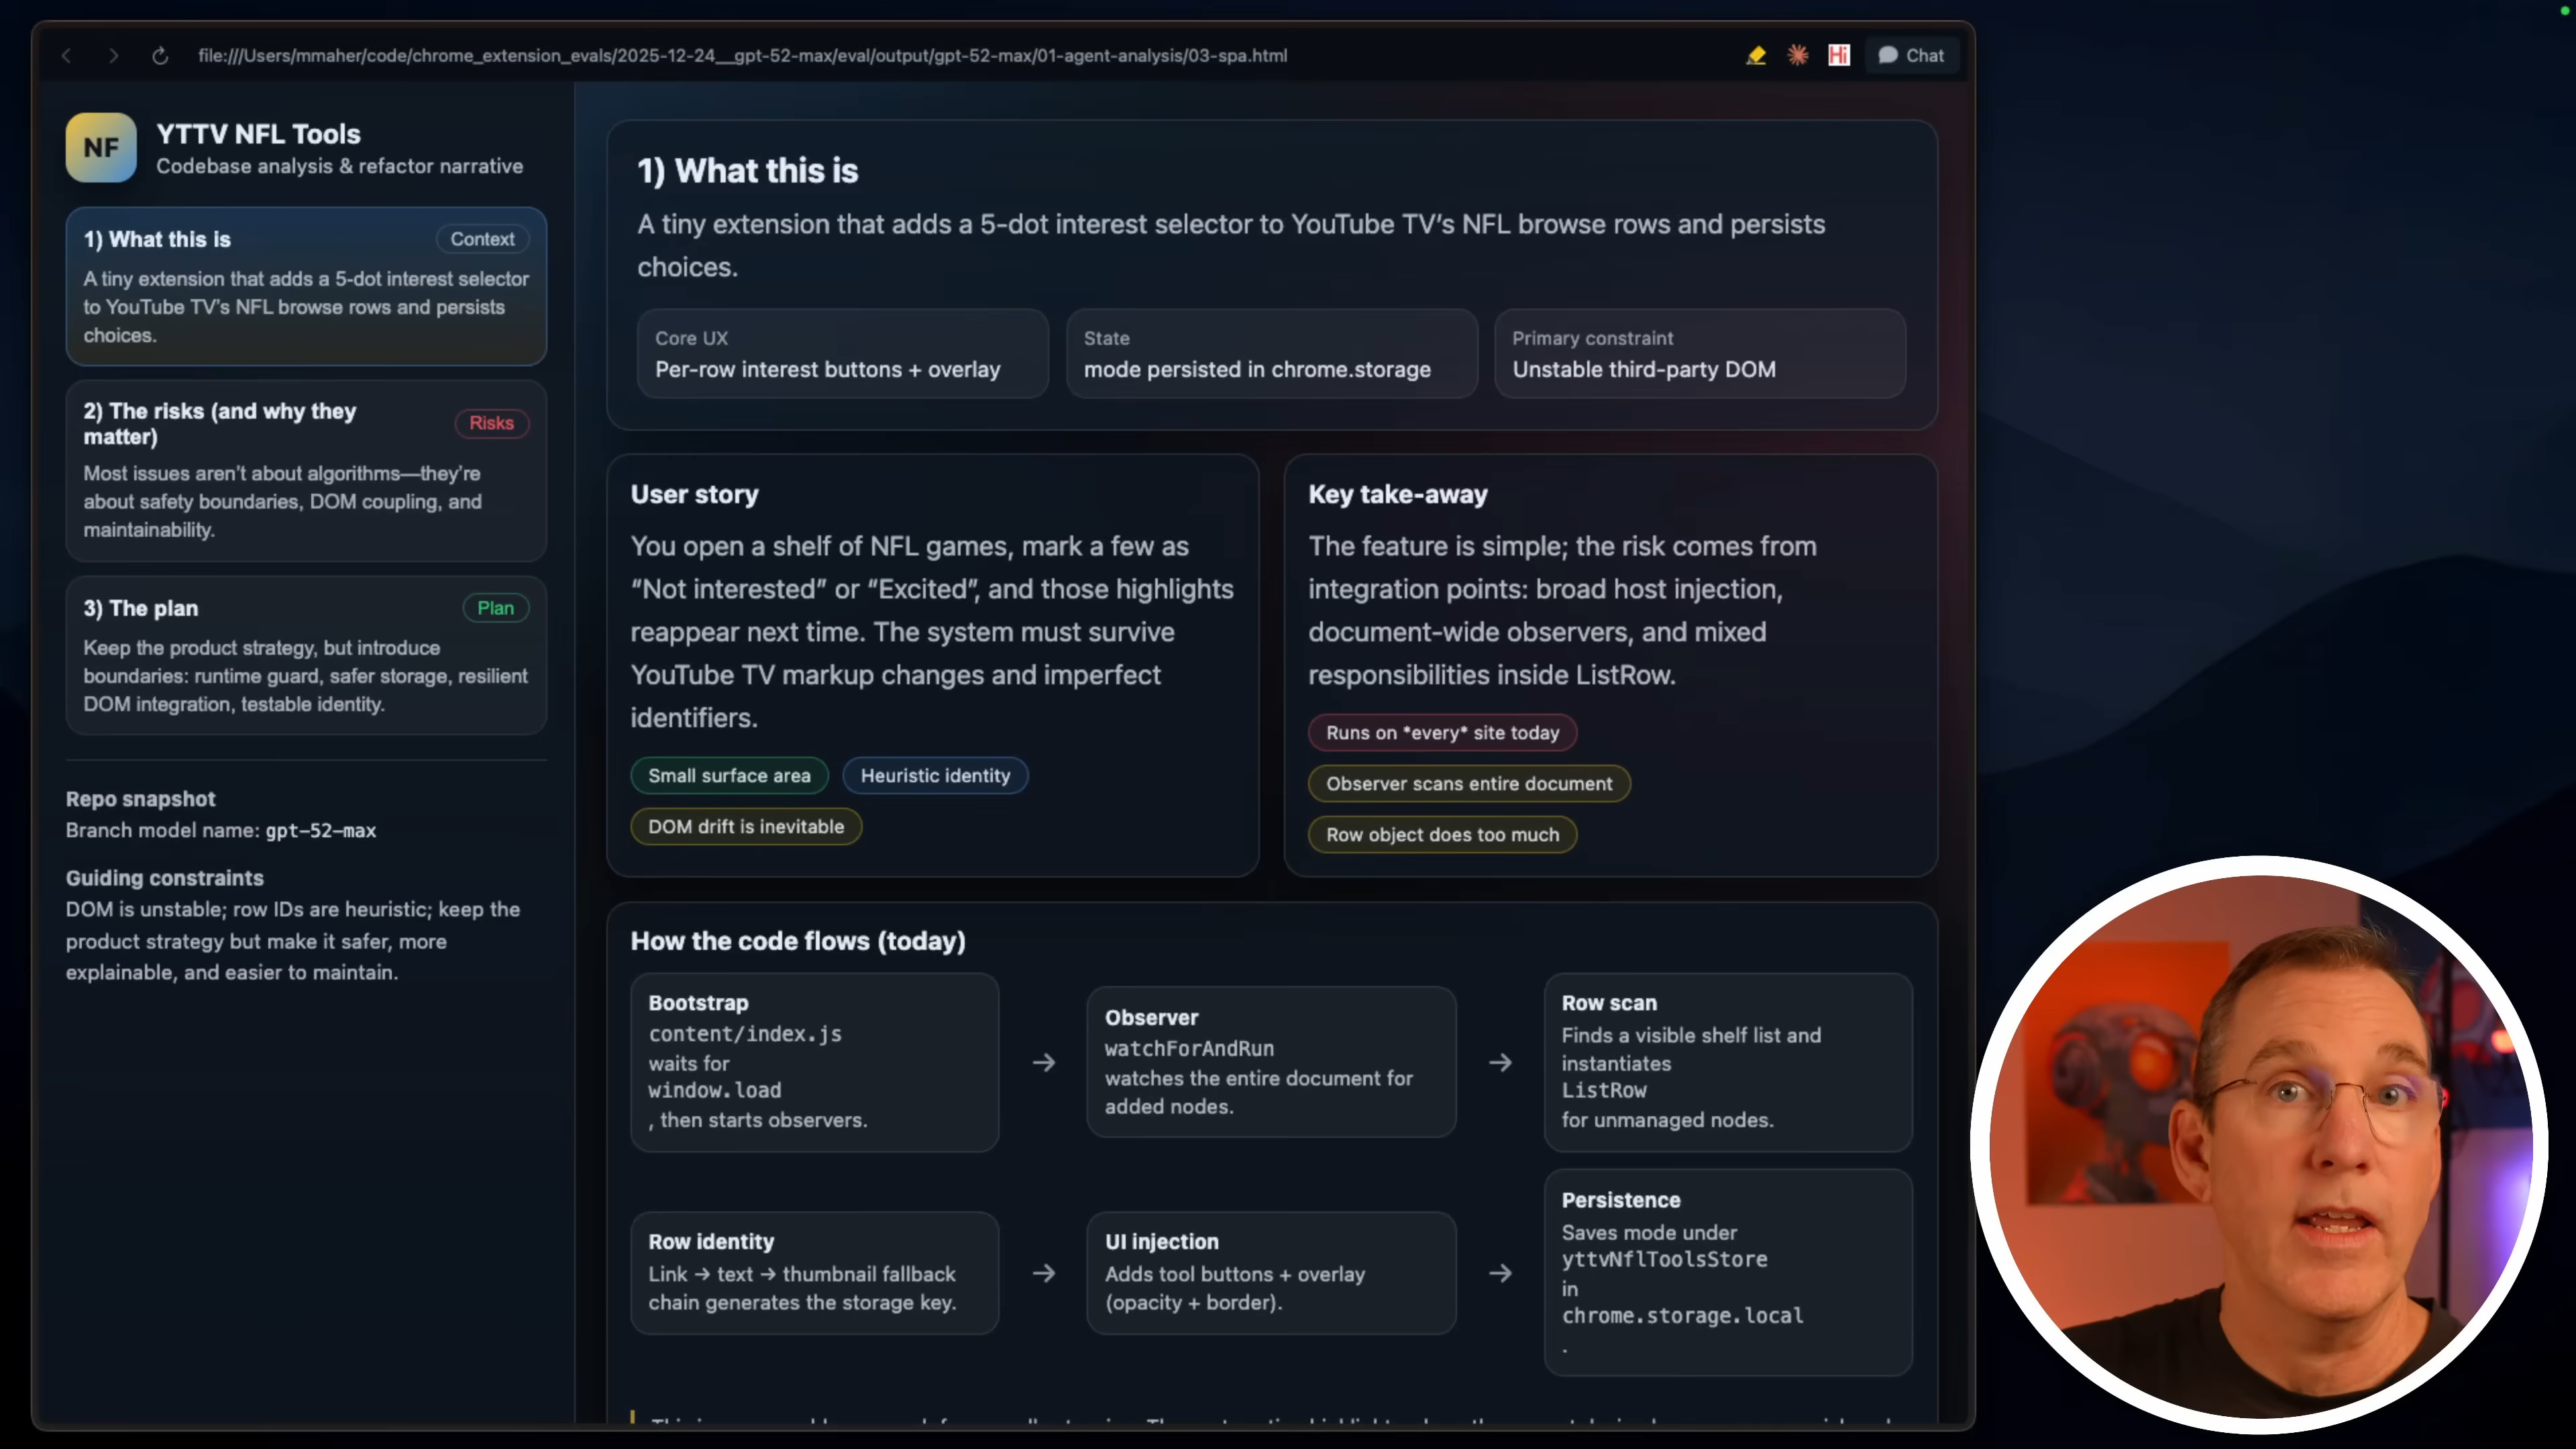 file:///Users/mmaher/code/chrome_extension_evals/2025-12-24__gpt-52-max/eval/output/gpt-52-max/01-agent-analysis/03-spa.html
Hi
Chat
NF
YTTV NFL Tools
Codebase analysis & refactor narrative
1) What this is
Context
A tiny extension that adds a 5-dot interest selector
to YouTube TV’s NFL browse rows and persists
choices.
2) The risks (and why they
matter)
Risks
Most issues aren’t about algorithms—they’re
about safety boundaries, DOM coupling, and
maintainability.
3) The plan
Plan
Keep the product strategy, but introduce
boundaries: runtime guard, safer storage, resilient
DOM integration, testable identity.
Repo snapshot
Branch model name: gpt-52-max
Guiding constraints
DOM is unstable; row IDs are heuristic; keep the
product strategy but make it safer, more
explainable, and easier to maintain.
1) What this is
A tiny extension that adds a 5-dot interest selector to YouTube TV’s NFL browse rows and persists
choices.
Core UX
Per-row interest buttons + overlay
State
mode persisted in chrome.storage
Primary constraint
Unstable third-party DOM
User story
You open a shelf of NFL games, mark a few as
“Not interested” or “Excited”, and those highlights
reappear next time. The system must survive
YouTube TV markup changes and imperfect
identifiers.
Small surface area
Heuristic identity
DOM drift is inevitable
Key take-away
The feature is simple; the risk comes from
integration points: broad host injection,
document-wide observers, and mixed
responsibilities inside ListRow.
Runs on *every* site today
Observer scans entire document
Row object does too much
How the code flows (today)
Bootstrap
content/index.js
waits for
window.load
, then starts observers.
→
Observer
watchForAndRun
watches the entire document for
added nodes.
→
Row scan
Finds a visible shelf list and
instantiates
ListRow
for unmanaged nodes.
Row identity
Link → text → thumbnail fallback
chain generates the storage key.
→
UI injection
Adds tool buttons + overlay
(opacity + border).
→
Persistence
Saves mode under
yttvNflToolsStore
in
chrome.storage.local
.